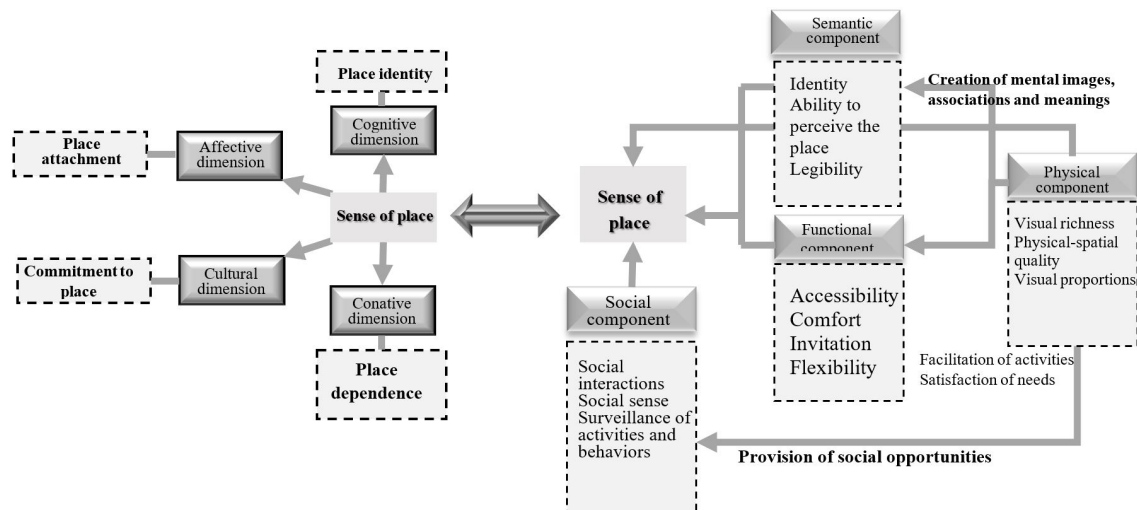 Place identity
Cognitive
dimension
Place
attachment
Affective
dimension
Sense of place
Commitment to
place
Cultural
dimension
Conative
dimension
Place
dependence
Semantic
component
Identity
Ability to
perceive the
place
Legibility
Creation of mental images,
associations and meanings
Sense of
place
Physical
component
Visual richness
Physical-spatial
quality
Visual proportions
Functional
component
Accessibility
Comfort
Invitation
Flexibility
Social
component
Social
interactions
Social sense
Surveillance of
activities and
behaviors
Facilitation of activities
Satisfaction of needs
Provision of social opportunities